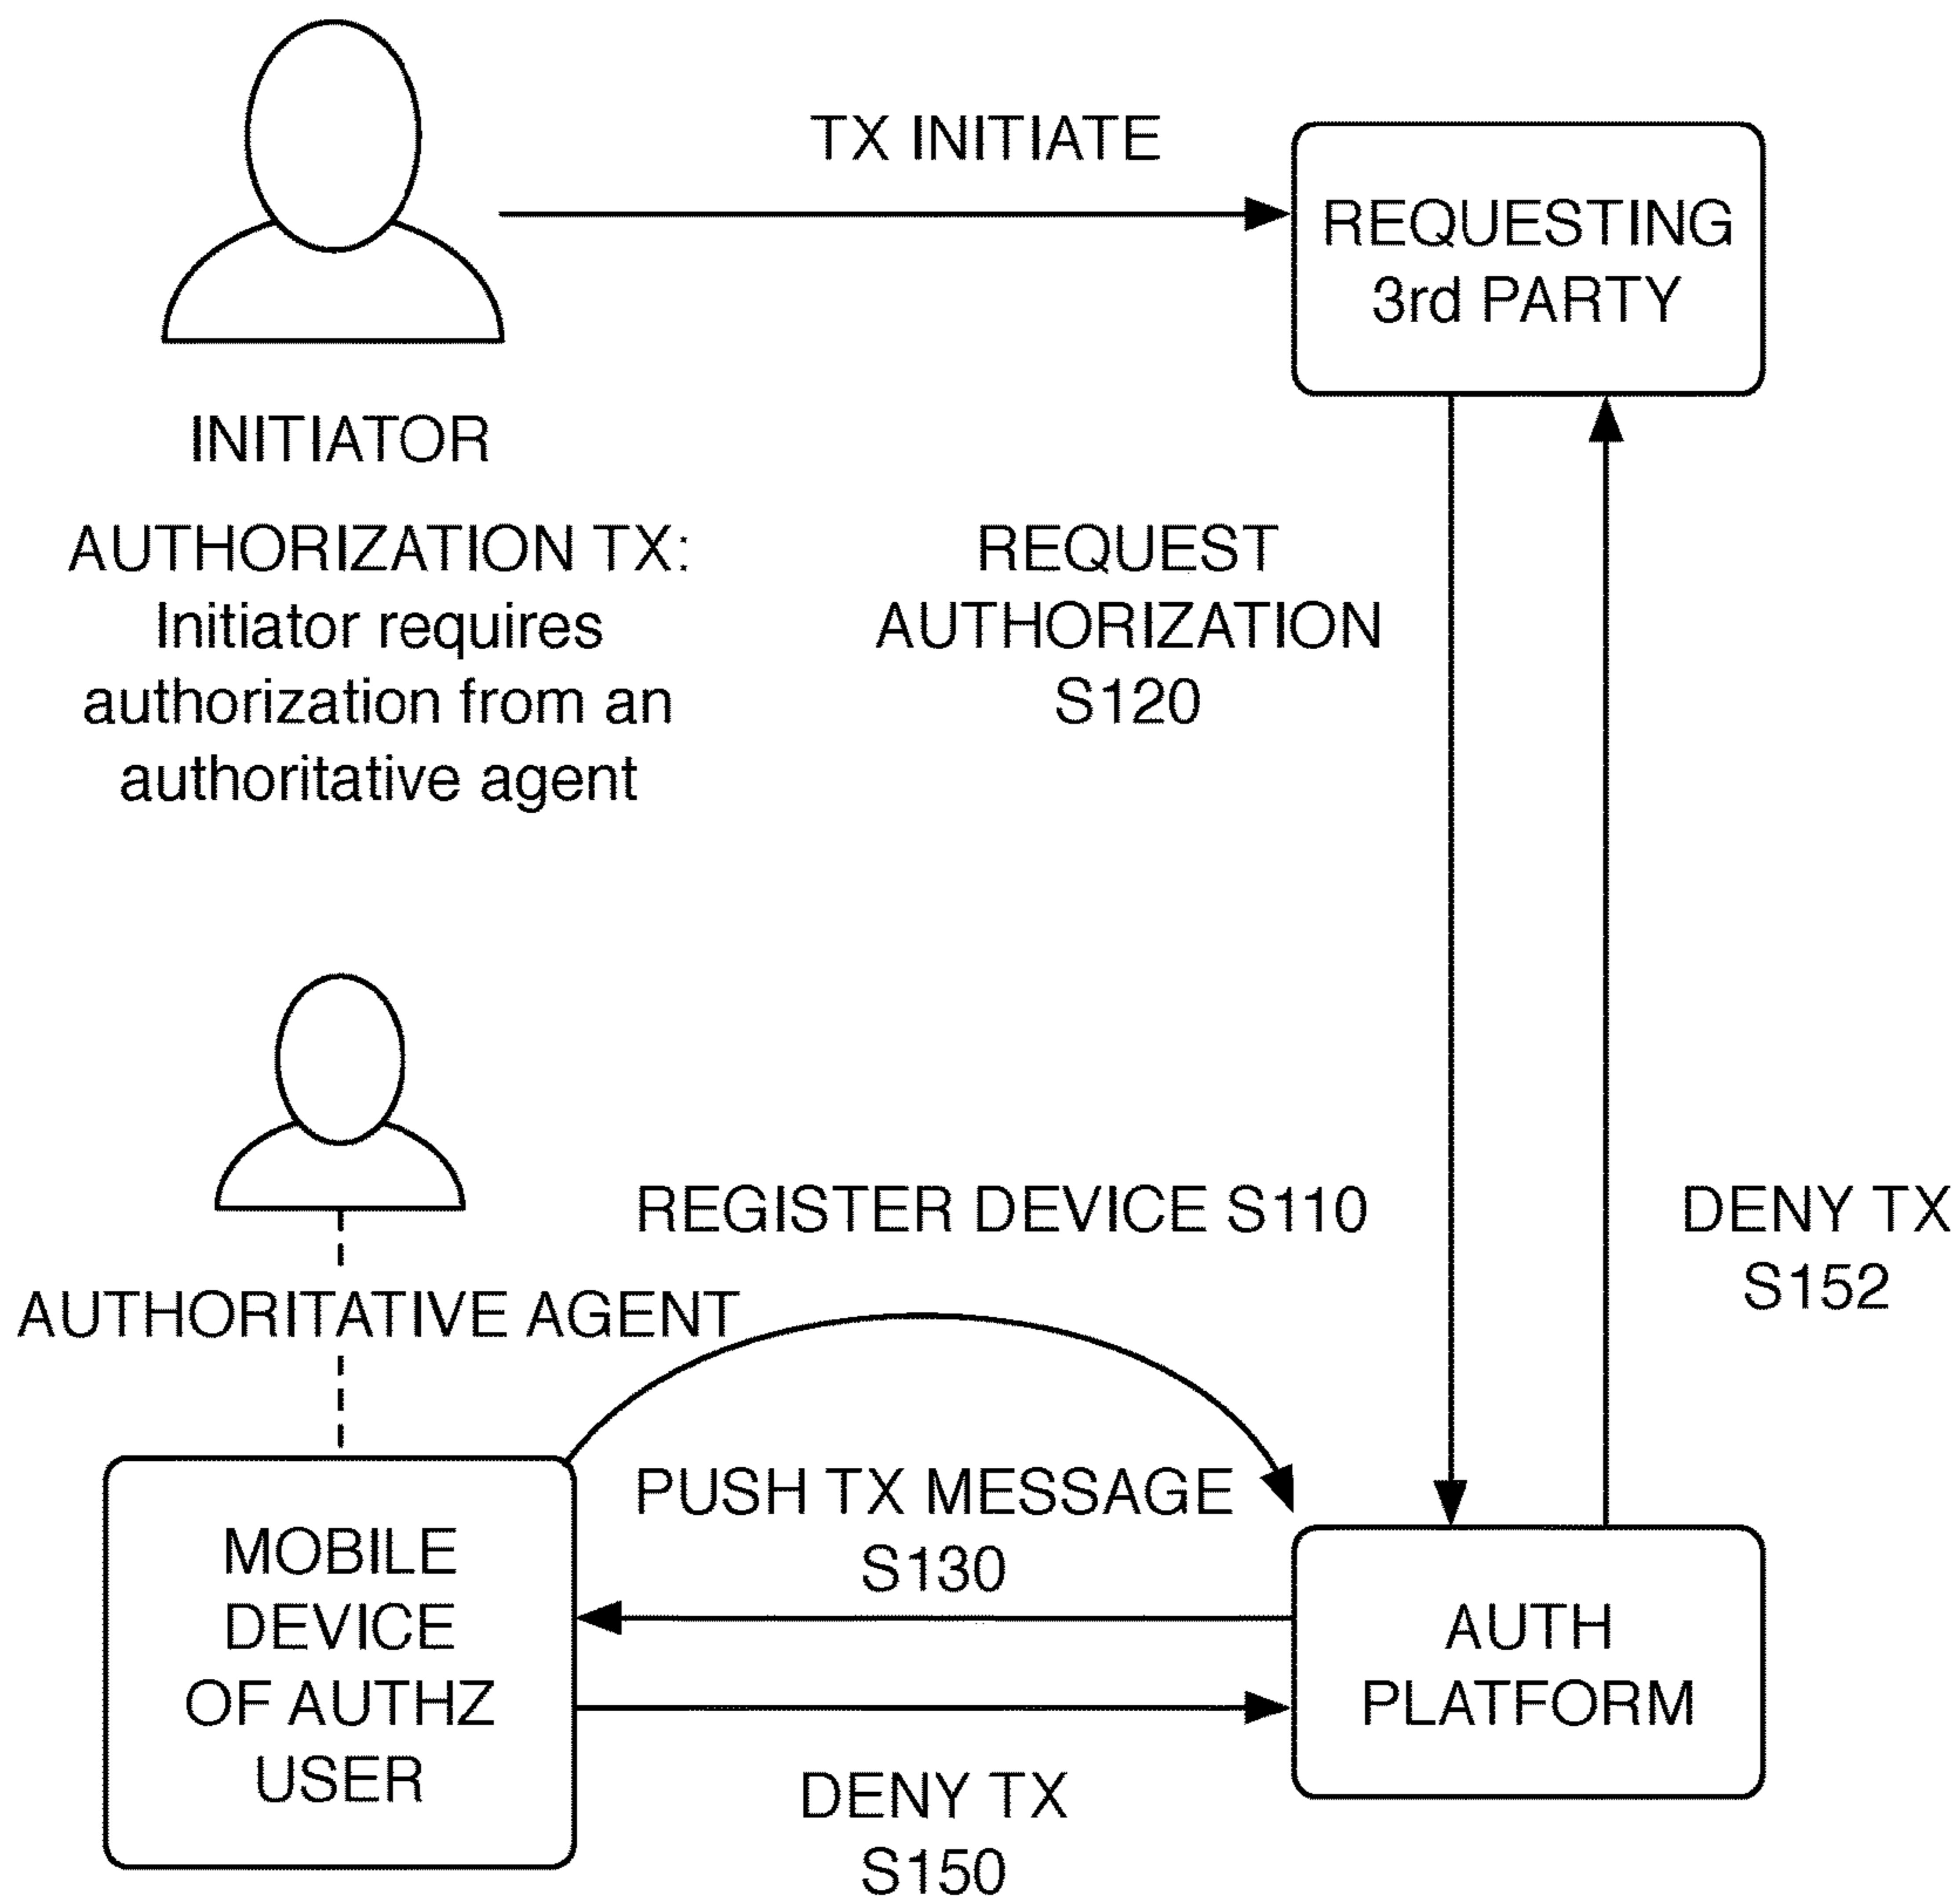 TX INITIATE
REQUESTING
3rd PARTY
INITIATOR
AUTHORIZATION TX:
Initiator requires
authorization from an
authoritative agent
REQUEST
AUTHORIZATION
S120
REGISTER DEVICE S110
DENY TX
S152
AUTHORITATIVE AGENT
PUSH TX MESSAGE
S130
MOBILE
DEVICE
OF AUTHZ
USER
AUTH
PLATFORM
DENY TX
S150